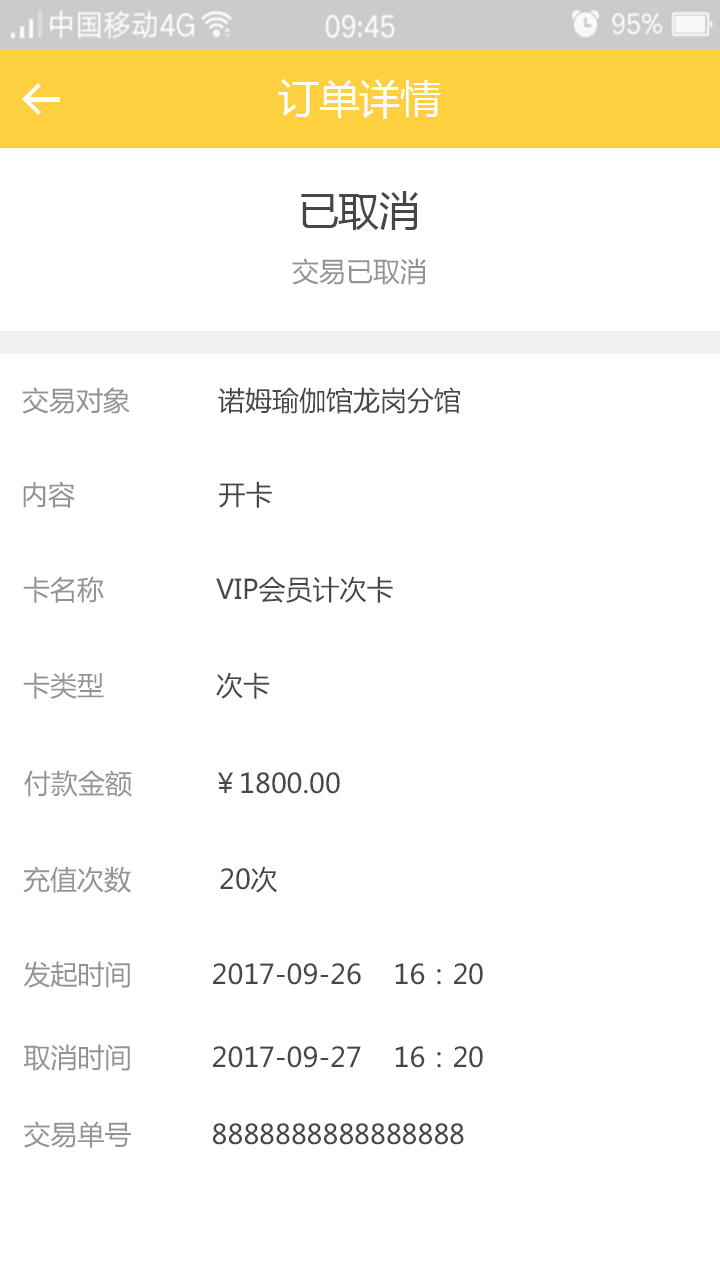 中国移动4G 09:45 95%
订单详情
已取消
交易已取消
交易对象 诺姆瑜伽馆龙岗分馆
内容 开卡
卡名称 VIP会员计次卡
卡类型 次卡
付款金额 ¥1800.00
充值次数 20次
发起时间 2017-09-26 16：20
取消时间 2017-09-27 16：20
交易单号 8888888888888888